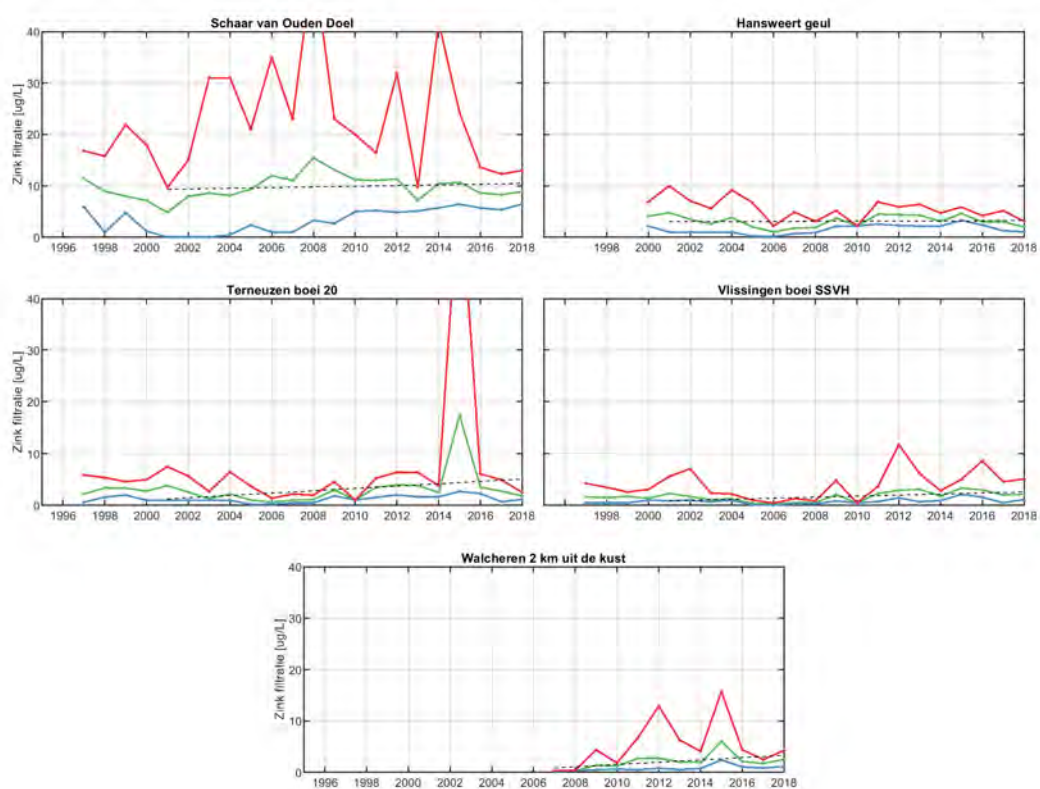 Schaar van Ouden Doel
Hansweert geul
Zink filtratie [ug/L]
40
30
20
10
0
1996 1998 2000 2002 2004 2006 2008 2010 2012 2014 2016 2018
1996 1998 2000 2002 2004 2006 2008 2010 2012 2014 2016 2018
Terneuzen boei 20
Vlissingen boei SSVH
Zink filtratie [ug/L]
40
30
20
10
0
1996 1998 2000 2002 2004 2006 2008 2010 2012 2014 2016 2018
1998 2000 2002 2004 2006 2008 2010 2012 2014 2016 2018
Walcheren 2 km uit de kust
Zink filtratie [ug/L]
40
30
20
10
0
1996 1998 2000 2002 2004 2006 2008 2010 2012 2014 2016 2018